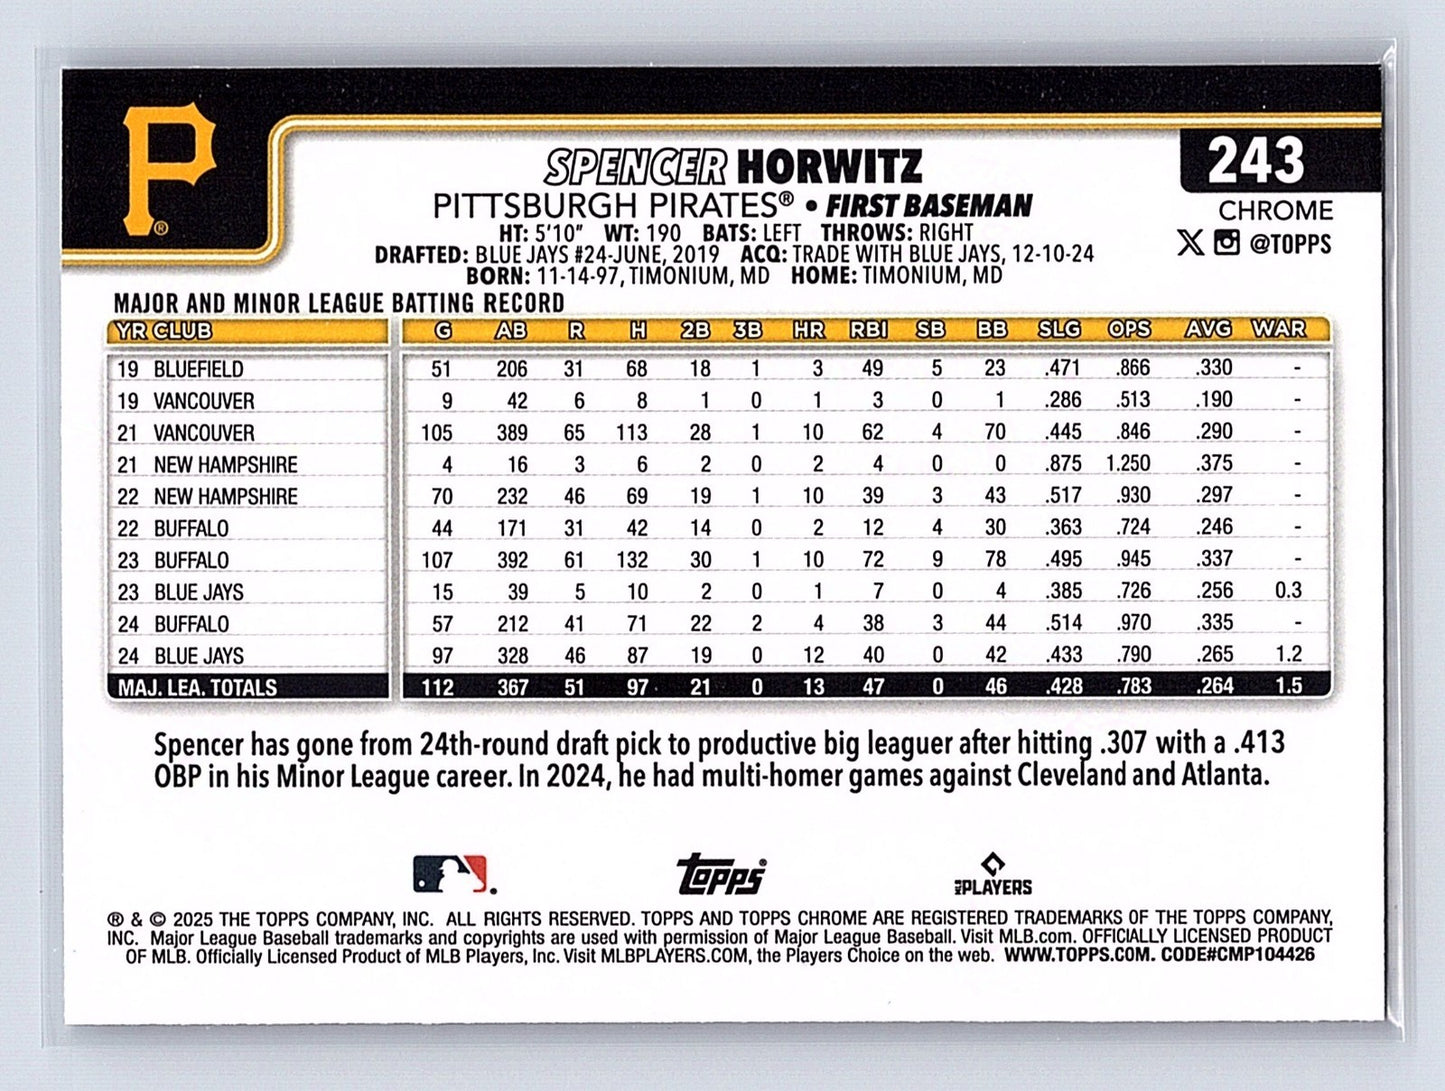 P®
SPENCER HORWITZ
243
PITTSBURGH PIRATES® • FIRST BASEMAN
CHROME
HT: 5'10" WT: 190 BATS: LEFT THROWS: RIGHT
@TOPPS
DRAFTED: BLUE JAYS #24-JUNE, 2019 ACQ: TRADE WITH BLUE JAYS, 12-10-24
BORN: 11-14-97, TIMONIUM, MD HOME: TIMONIUM, MD
MAJOR AND MINOR LEAGUE BATTING RECORD
YR CLUB G AB R H 2B 3B HR RBI SB BB SLG OPS AVG WAR
19 BLUEFIELD 51 206 31 68 18 1 3 49 5 23 .471 .866 .330 -
19 VANCOUVER 9 42 6 8 1 0 1 3 0 1 .286 .513 .190 -
21 VANCOUVER 105 389 65 113 28 1 10 62 4 70 .445 .846 .290 -
21 NEW HAMPSHIRE 4 16 3 6 2 0 2 4 0 0 .875 1.250 .375 -
22 NEW HAMPSHIRE 70 232 46 69 19 1 10 39 3 43 .517 .930 .297 -
22 BUFFALO 44 171 31 42 14 0 2 12 4 30 .363 .724 .246 -
23 BUFFALO 107 392 61 132 30 1 10 72 9 78 .495 .945 .337 -
23 BLUE JAYS 15 39 5 10 2 0 1 7 0 4 .385 .726 .256 0.3
24 BUFFALO 57 212 41 71 22 2 4 38 3 44 .514 .970 .335 -
24 BLUE JAYS 97 328 46 87 19 0 12 40 0 42 .433 .790 .265 1.2
MAJ. LEA. TOTALS 112 367 51 97 21 0 13 47 0 46 .428 .783 .264 1.5
Spencer has gone from 24th-round draft pick to productive big leaguer after hitting .307 with a .413
OBP in his Minor League career. In 2024, he had multi-homer games against Cleveland and Atlanta.
Topps®
MLB PLAYERS
® & © 2025 THE TOPPS COMPANY, INC. ALL RIGHTS RESERVED. TOPPS AND TOPPS CHROME ARE REGISTERED TRADEMARKS OF THE TOPPS COMPANY,
INC. Major League Baseball trademarks and copyrights are used with permission of Major League Baseball. Visit MLB.com. OFFICIALLY LICENSED PRODUCT
OF MLB. Officially Licensed Product of MLB Players, Inc. Visit MLBPLAYERS.COM, the Players Choice on the web. WWW.TOPPS.COM. CODE#CMP104426